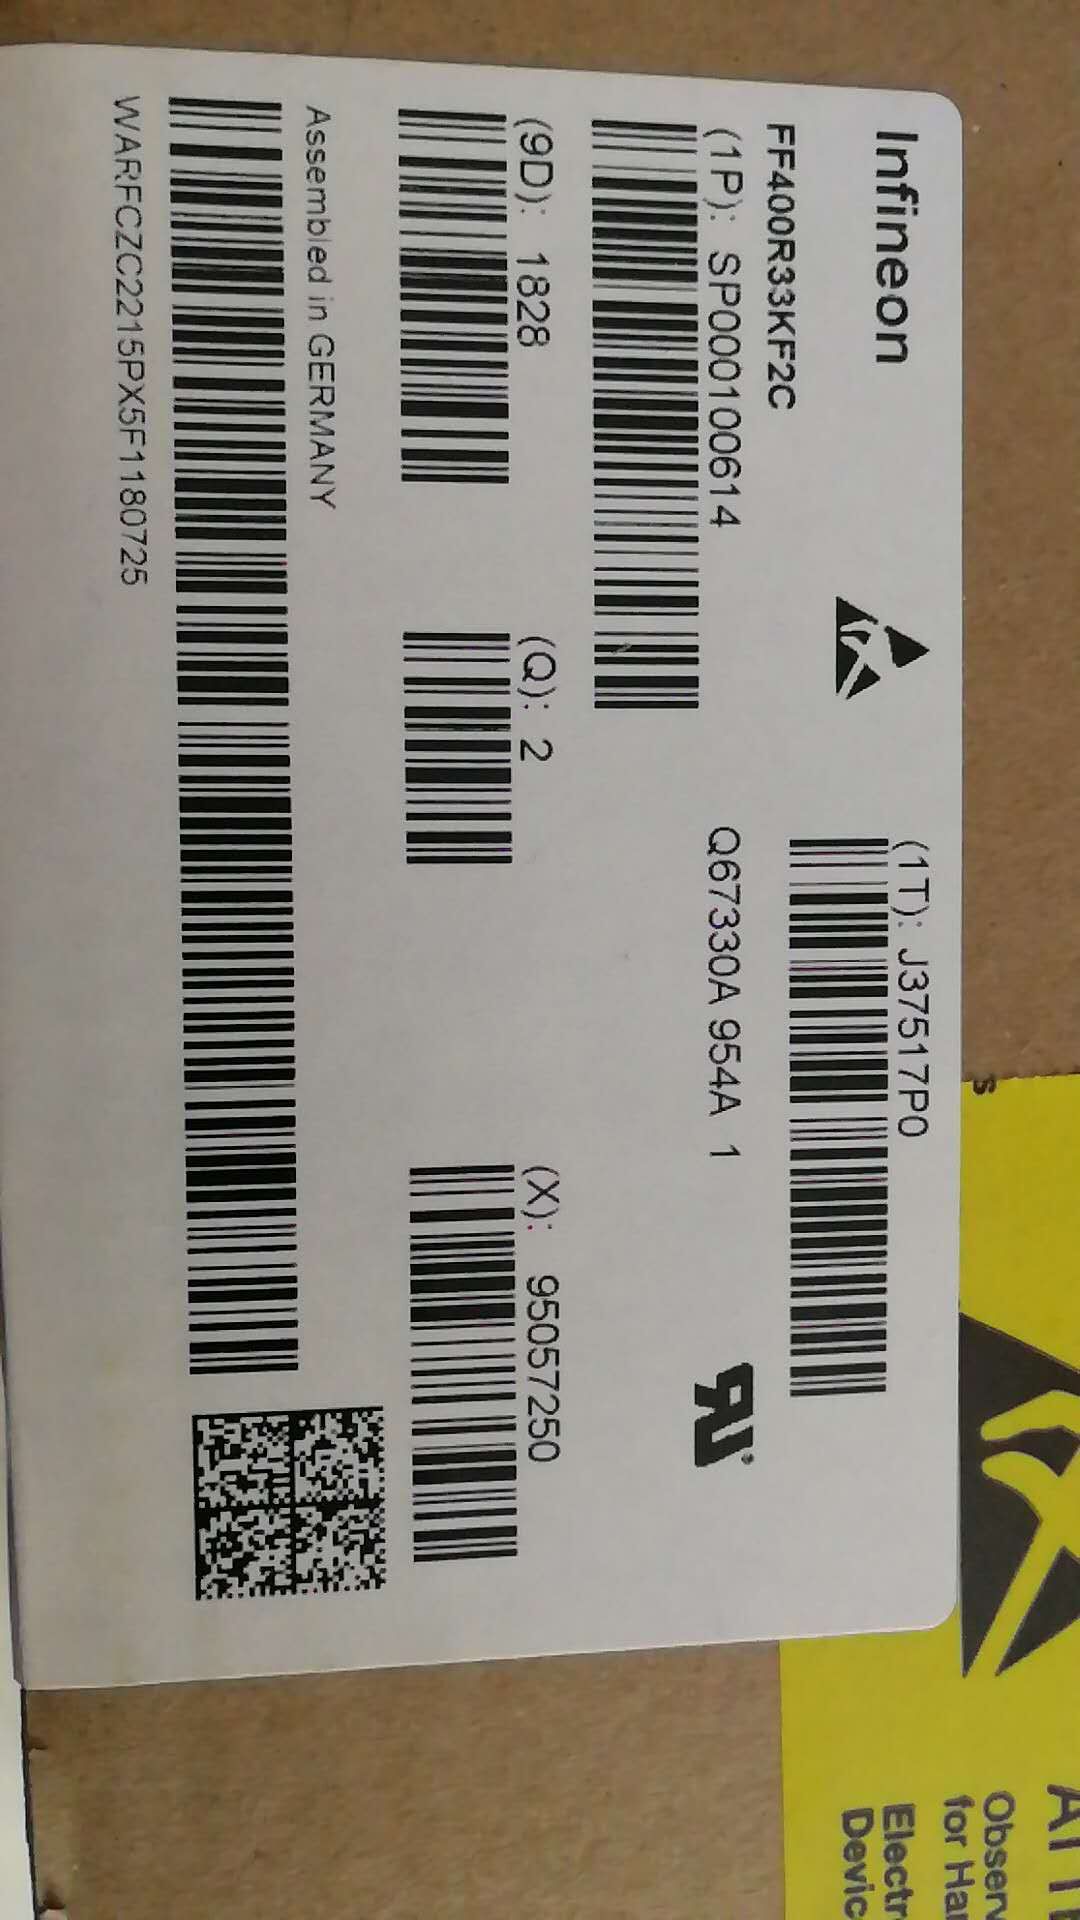 Infineon
(1T): J37517P0
FF400R33KF2C
(1P): SP000100614
Q67330A 954A 1
(9D): 1828
(Q): 2
(X): 95057250
Assembled in GERMANY
WARFCZC2215PX5F1180725
s
Observ
for Ha
Electr
Devic